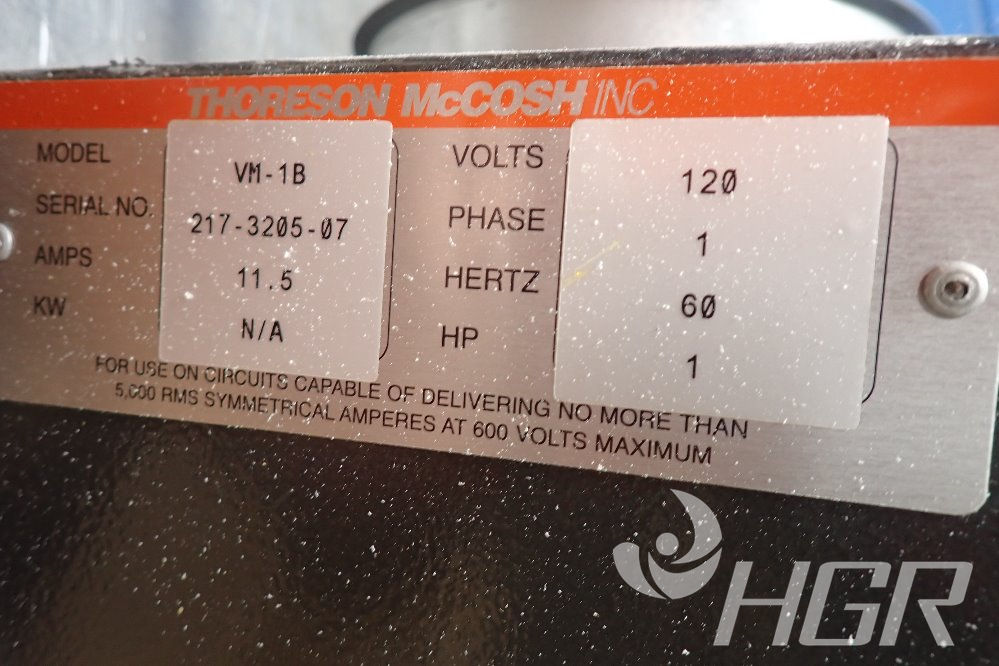 THORESON McCOSH INC
MODEL VM-1B
SERIAL NO. 217-3205-07
AMPS 11.5
KW N/A
VOLTS 120
PHASE 1
HERTZ 60
HP 1
FOR USE ON CIRCUITS CAPABLE OF DELIVERING NO MORE THAN
5,000 RMS SYMMETRICAL AMPERES AT 600 VOLTS MAXIMUM
HGR